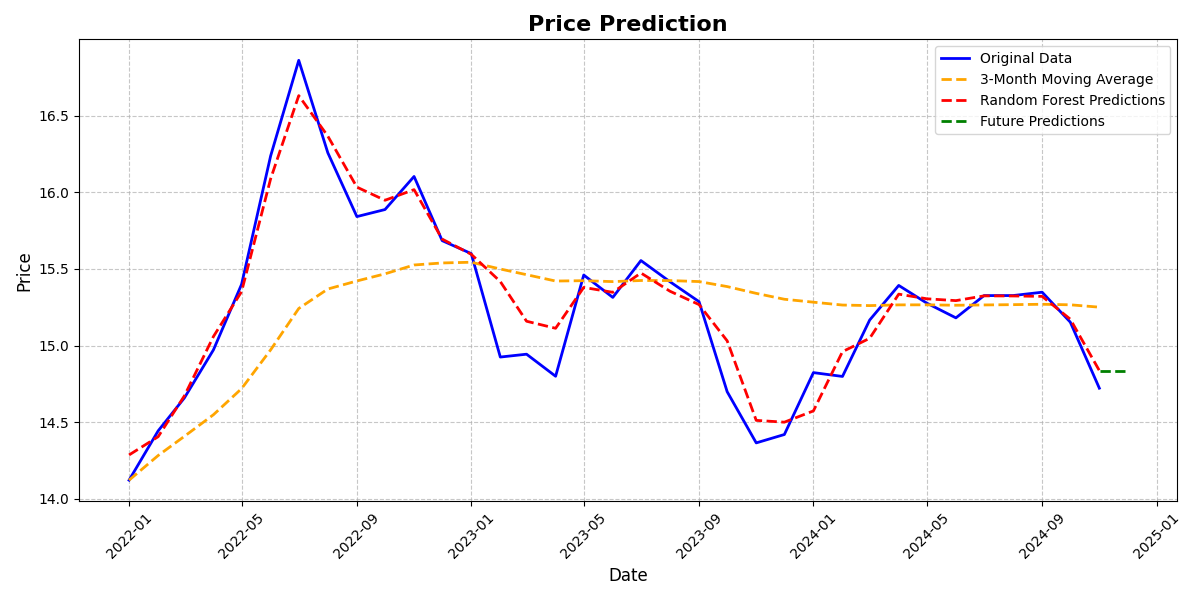 Price Prediction
Original Data
3-Month Moving Average
Random Forest Predictions
Future Predictions
Price
16.5
16.0
15.5
15.0
14.5
14.0
2022-01
2022-05
2022-09
2023-01
2023-05
2023-09
2024-01
2024-05
2024-09
2025-01
Date